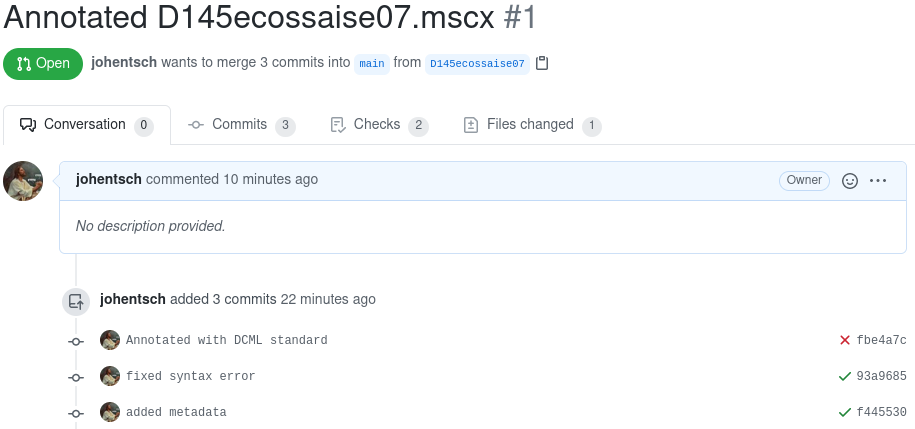 Annotated D145ecossaise07.mscx #1
Open johentsch wants to merge 3 commits into main from D145ecossaise07
Conversation 0 Commits 3 Checks 2 Files changed 1
johentsch commented 10 minutes ago Owner
No description provided.
johentsch added 3 commits 22 minutes ago
Annotated with DCML standard fbe4a7c
fixed syntax error 93a9685
added metadata f445530